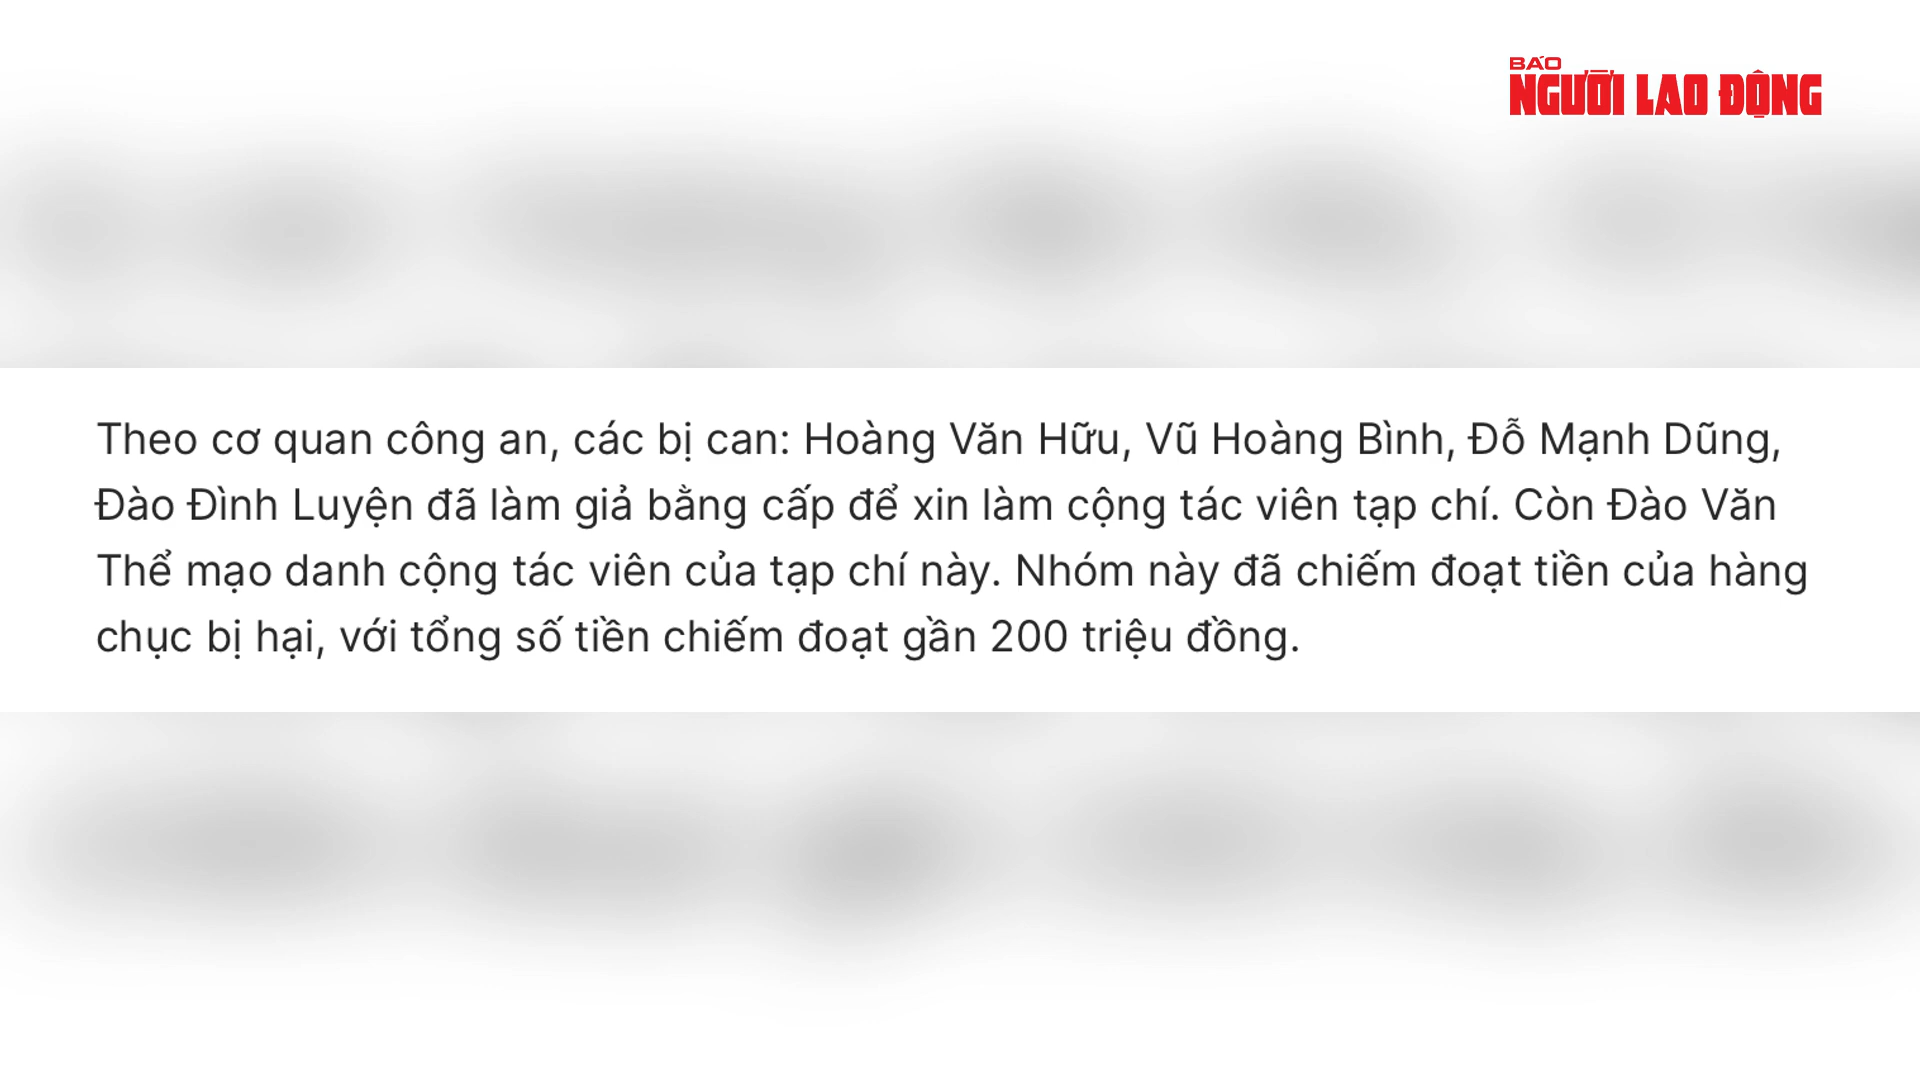 BÁO
NGƯỜI LAO ĐỘNG
Theo cơ quan công an, các bị can: Hoàng Văn Hữu, Vũ Hoàng Bình, Đỗ Mạnh Dũng,
Đào Đình Luyện đã làm giả bằng cấp để xin làm cộng tác viên tạp chí. Còn Đào Văn
Thể mạo danh cộng tác viên của tạp chí này. Nhóm này đã chiếm đoạt tiền của hàng
chục bị hại, với tổng số tiền chiếm đoạt gần 200 triệu đồng.